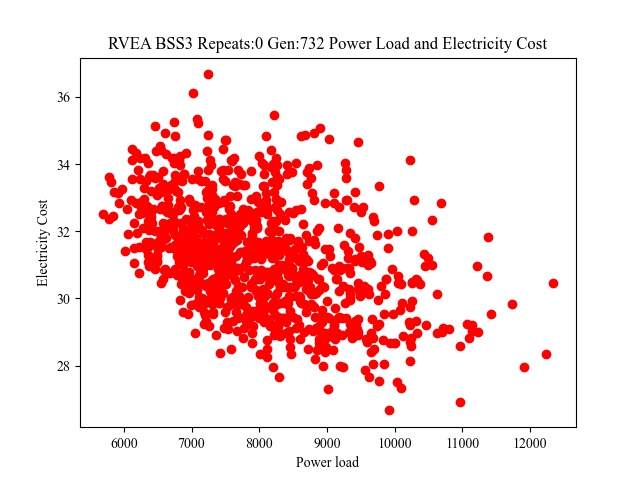 RVEA BSS3 Repeats:0 Gen:732 Power Load and Electricity Cost
36
34
32
30
28
Electricity Cost
6000 7000 8000 9000 10000 11000 12000
Power load